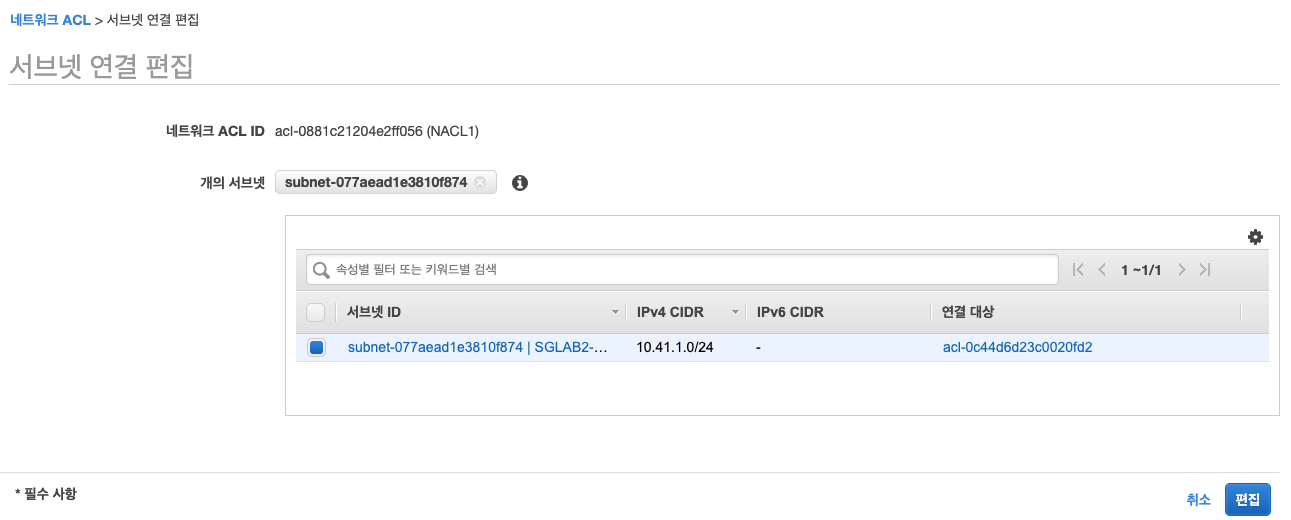 네트워크 ACL > 서브넷 연결 편집
서브넷 연결 편집
네트워크 ACL ID acl-0881c21204e2ff056 (NACL1)
개의 서브넷 subnet-077aead1e3810f874
속성별 필터 또는 키워드별 검색 1 ~1/1
서브넷 ID IPv4 CIDR IPv6 CIDR 연결 대상
subnet-077aead1e3810f874 | SGLAB2-... 10.41.1.0/24 - acl-0c44d6d23c0020fd2
* 필수 사항
취소 편집